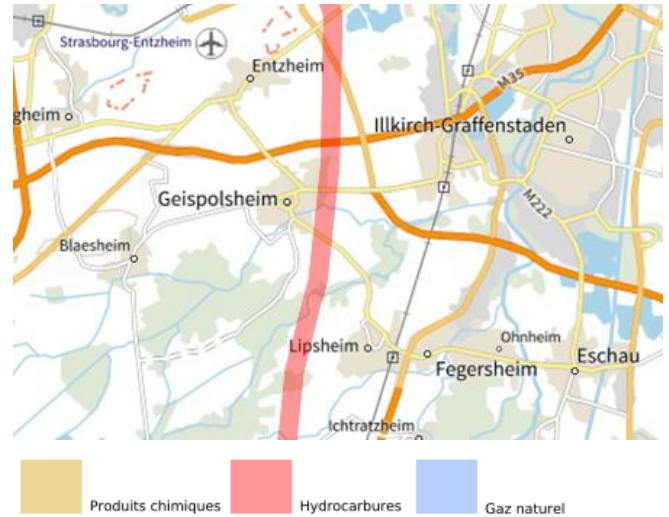 Strasbourg-Entzheim
Entzheim
M35
gheim
Illkirch-Graffenstaden
Geispolsheim
M222
Blaesheim
Lipsheim
Ohnheim
Fegersheim
Eschau
Ichtratzheim
Produits chimiques
Hydrocarbures
Gaz naturel